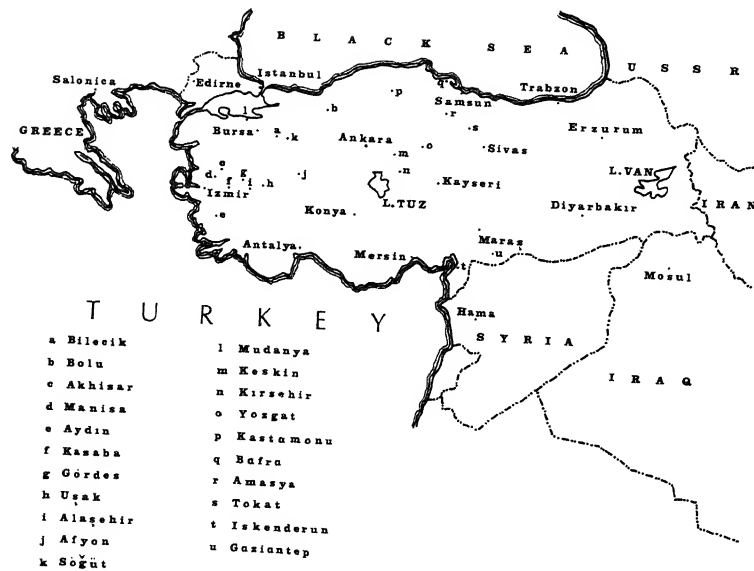 BLACK SEA
USSR
Salonica
Edirne
Istanbul
p
q
Samsun
Trabzon
l
b
r
GREECE
Bursa
a
k
Ankara
o
s
Sivas
Erzurum
m
e
d
g
f
i
h
j
n
Kayseri
L.VAN
IRAN
Izmir
L.TUZ
e
Konya
Diyarbakır
Antalya
Mersin
Maraş
u
t
Mosul
Hama
SYRIA
IRAQ
TURKEY
a Bilecik
b Bolu
c Akhisar
d Manisa
e Aydın
f Kasaba
g Gördes
h Uşak
i Alaşehir
j Afyon
k Söğüt
l Mudanya
m Keskin
n Kırsehir
o Yozgat
p Kastamonu
q Bafra
r Amasya
s Tokat
t Iskenderun
u Gaziantep